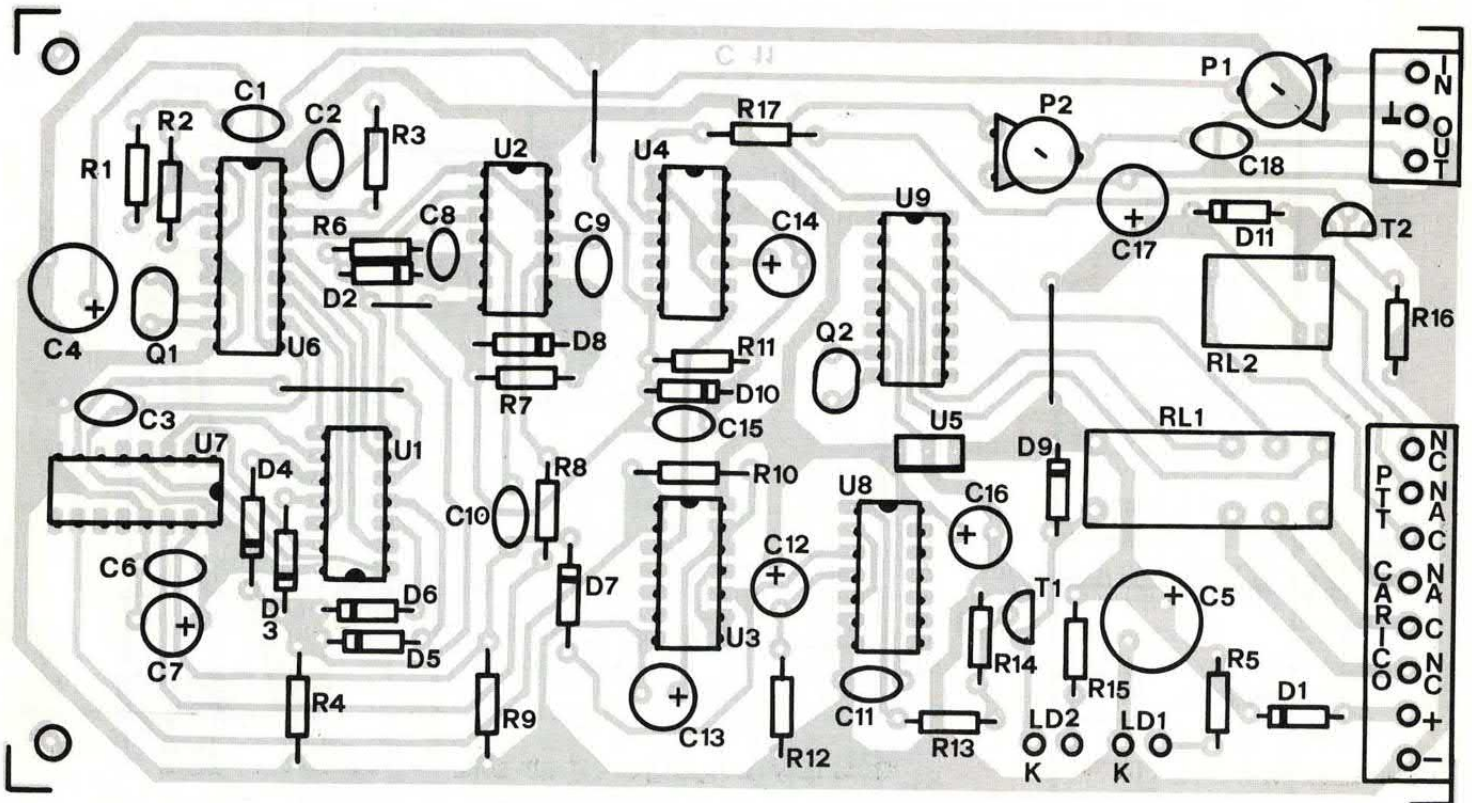 C 11
P1
IN
⊥
OUT
C1
C2
R2
R3
R1
U2
U4
R17
P2
C18
U9
R6
C8
C9
C14
C17
D11
T2
D2
C4
Q1
U6
D8
Q2
R11
RL2
R16
D10
R7
C3
C15
U5
RL1
U7
U1
D4
R8
R10
D9
NC
PTT
NA
C
C10
U8
C16
C6
C12
D7
NA
CARICO
C
NC
D3
D6
T1
C5
C7
D5
U3
R14
R4
R9
C13
R12
C11
R13
R15
R5
D1
LD2
LD1
K
K
+
-